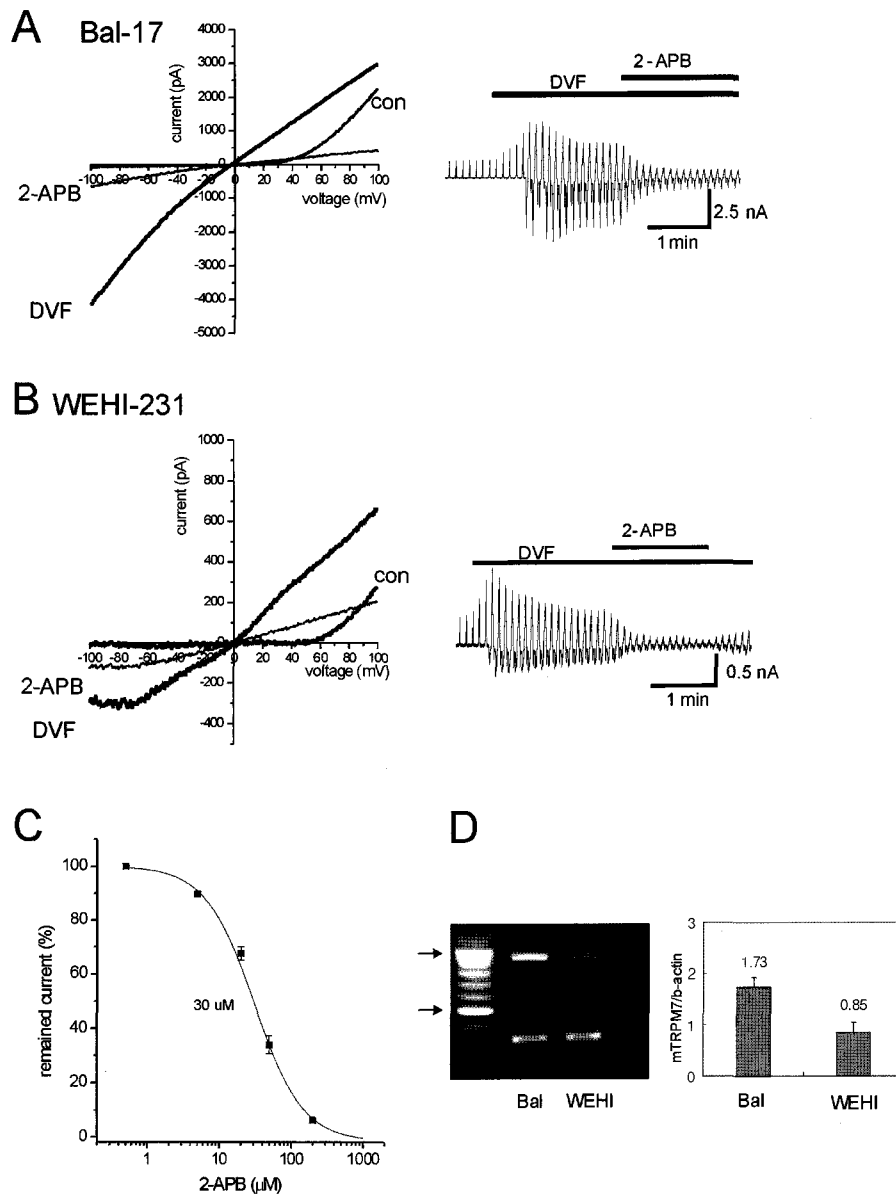 A Bal-17
4000
3000
2000
1000
0
-1000
-2000
-3000
-4000
-5000
current (pA)
-100 -80 -60 -40 -20 0 20 40 60 80 100
voltage (mV)
con
2-APB
DVF
2-APB
DVF
2.5 nA
1 min
B WEHI-231
1000
800
600
400
200
0
-200
-400
current (pA)
-100 -80 -60 -40 -20 0 20 40 60 80 100
voltage (mV)
con
2-APB
DVF
2-APB
DVF
0.5 nA
1 min
C
100
80
60
40
20
0
remained current (%)
30 uM
1 10 100 1000
2-APB (μM)
D
Bal WEHI
3
2
1
0
mTRPM7/b-actin
1.73
0.85
Bal WEHI